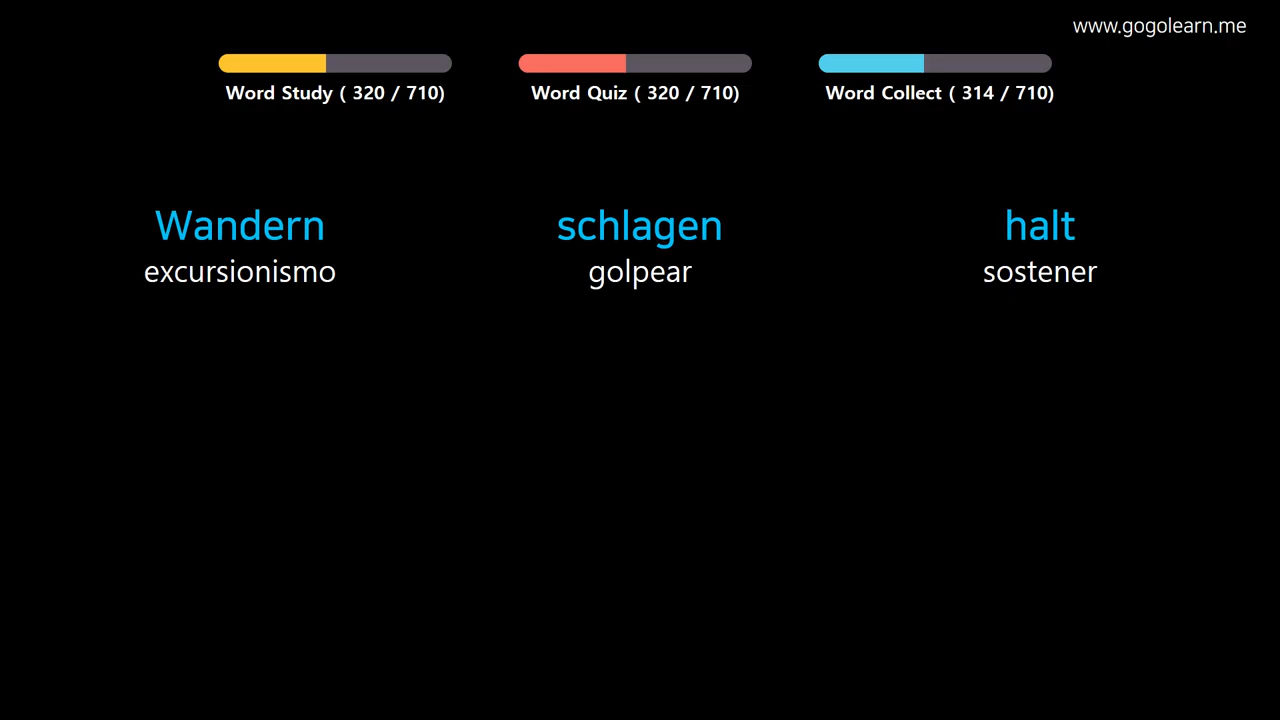 www.gogolearn.me
Word Study ( 320 / 710)
Word Quiz ( 320 / 710)
Word Collect ( 314 / 710)
Wandern
excursionismo
schlagen
golpear
halt
sostener